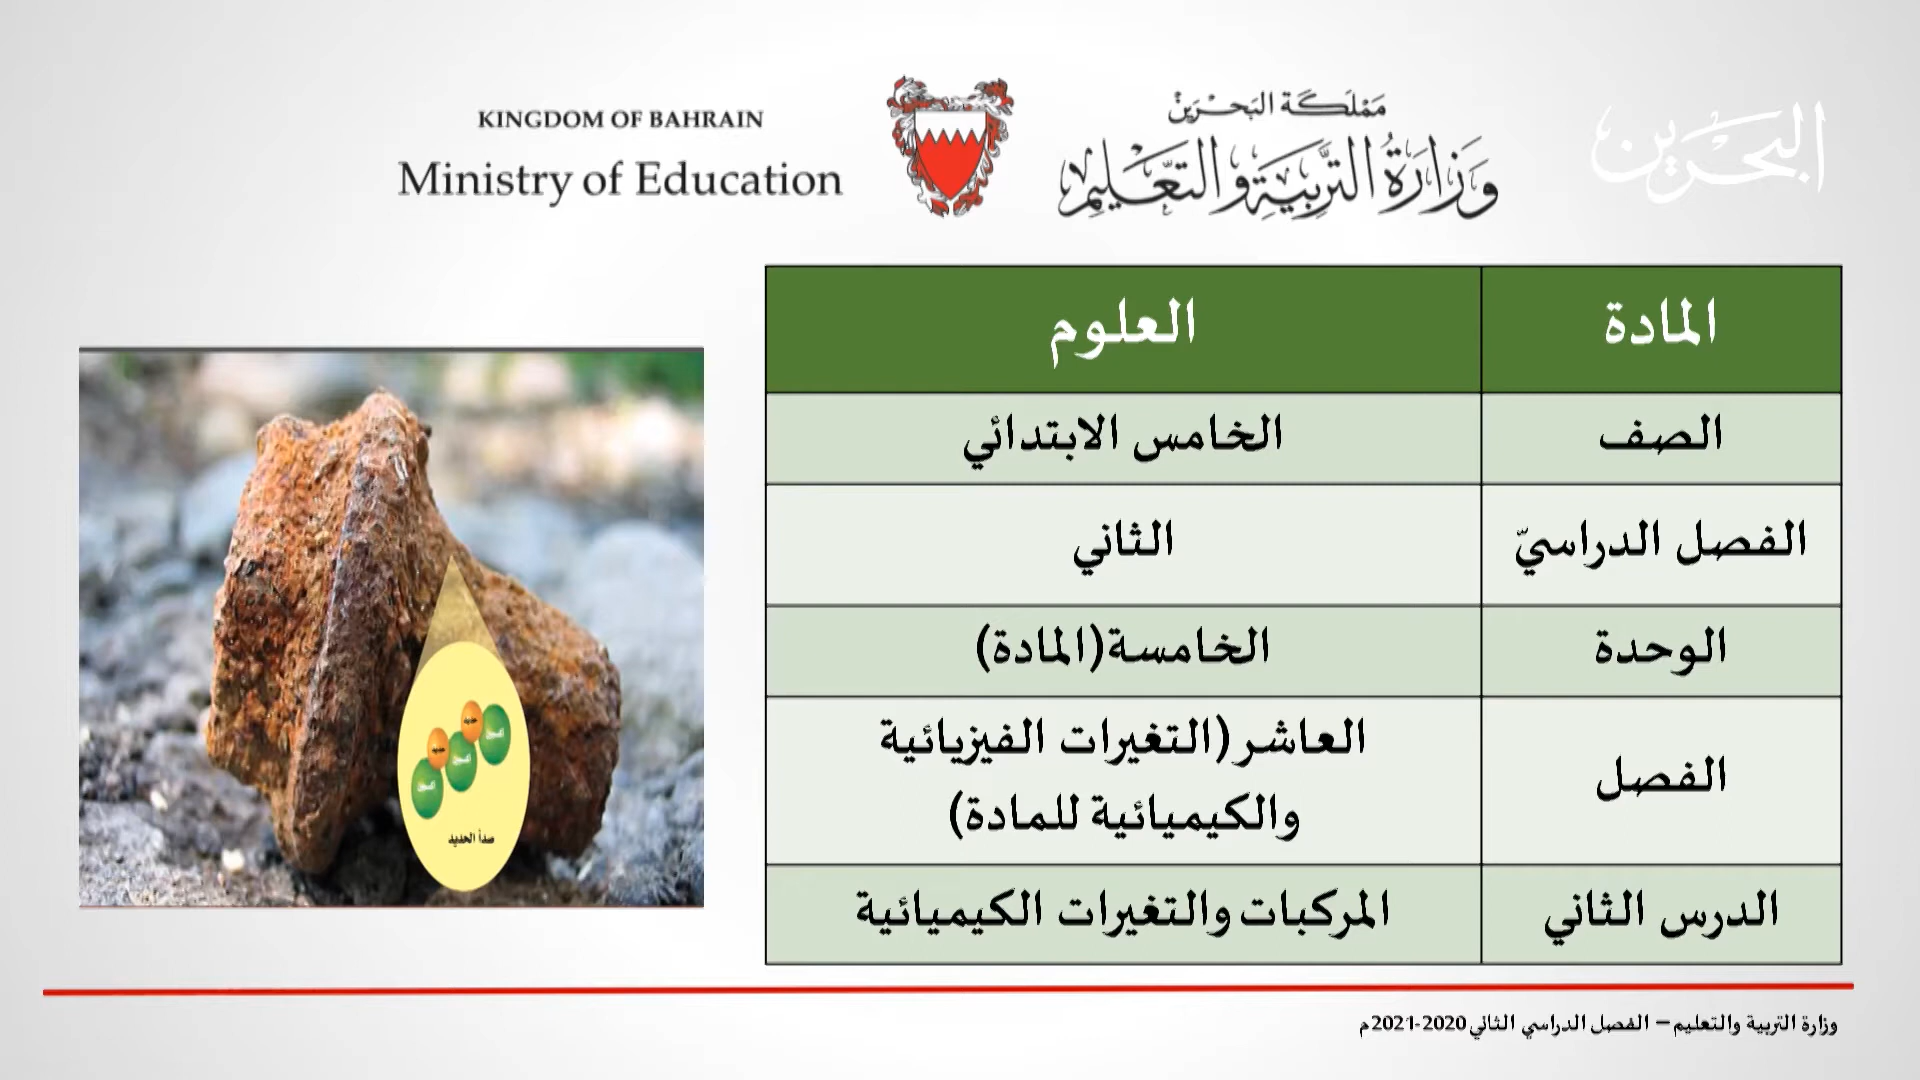 KINGDOM OF BAHRAIN
Ministry of Education
مملكة البحرين
وزارة التربية والتعليم
البحرين
المادة العلوم
الصف الخامس الابتدائي
الفصل الدراسيّ الثاني
الوحدة الخامسة(المادة)
الفصل العاشر(التغيرات الفيزيائية
والكيميائية للمادة)
الدرس الثاني المركبات والتغيرات الكيميائية
حديد
حديد
صدأ الحديد
وزارة التربية والتعليم – الفصل الدراسي الثاني 2020-2021م